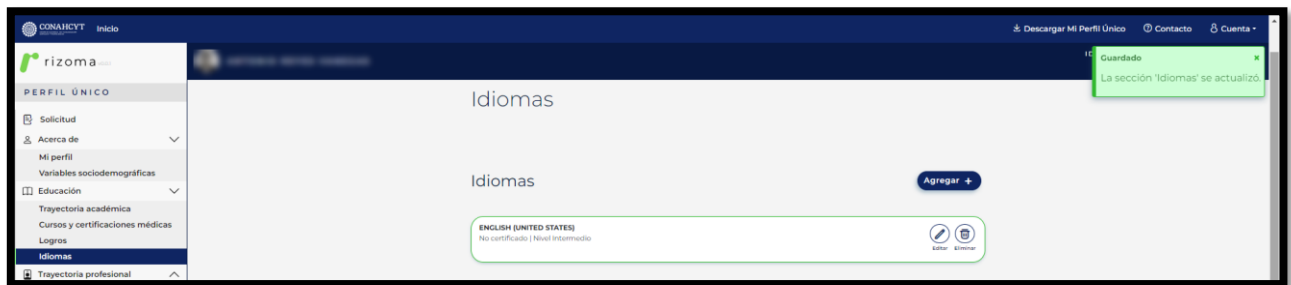 CONAHCYT Inicio Descargar Mi Perfil Único Contacto Cuenta
rizoma
Guardado ×
La sección 'Idiomas' se actualizó.
PERFIL ÚNICO
Solicitud
Acerca de
Mi perfil
Variables sociodemográficas
Educación
Trayectoria académica
Cursos y certificaciones médicas
Logros
Idiomas
Trayectoria profesional
Idiomas
Idiomas Agregar +
ENGLISH (UNITED STATES)
No certificado | Nivel Intermedio
Editar Eliminar